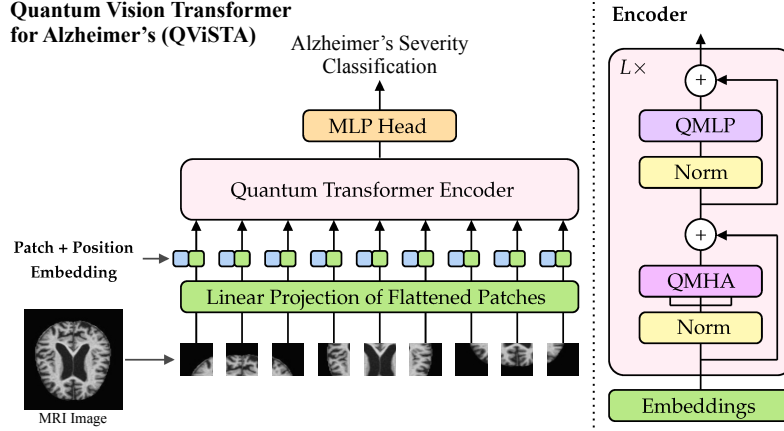 Quantum Vision Transformer
for Alzheimer's (QViSTA)
Alzheimer's Severity
Classification
MLP Head
Quantum Transformer Encoder
Patch + Position
Embedding
Linear Projection of Flattened Patches
MRI Image
Encoder
L×
+
QMLP
Norm
+
QMHA
Norm
Embeddings